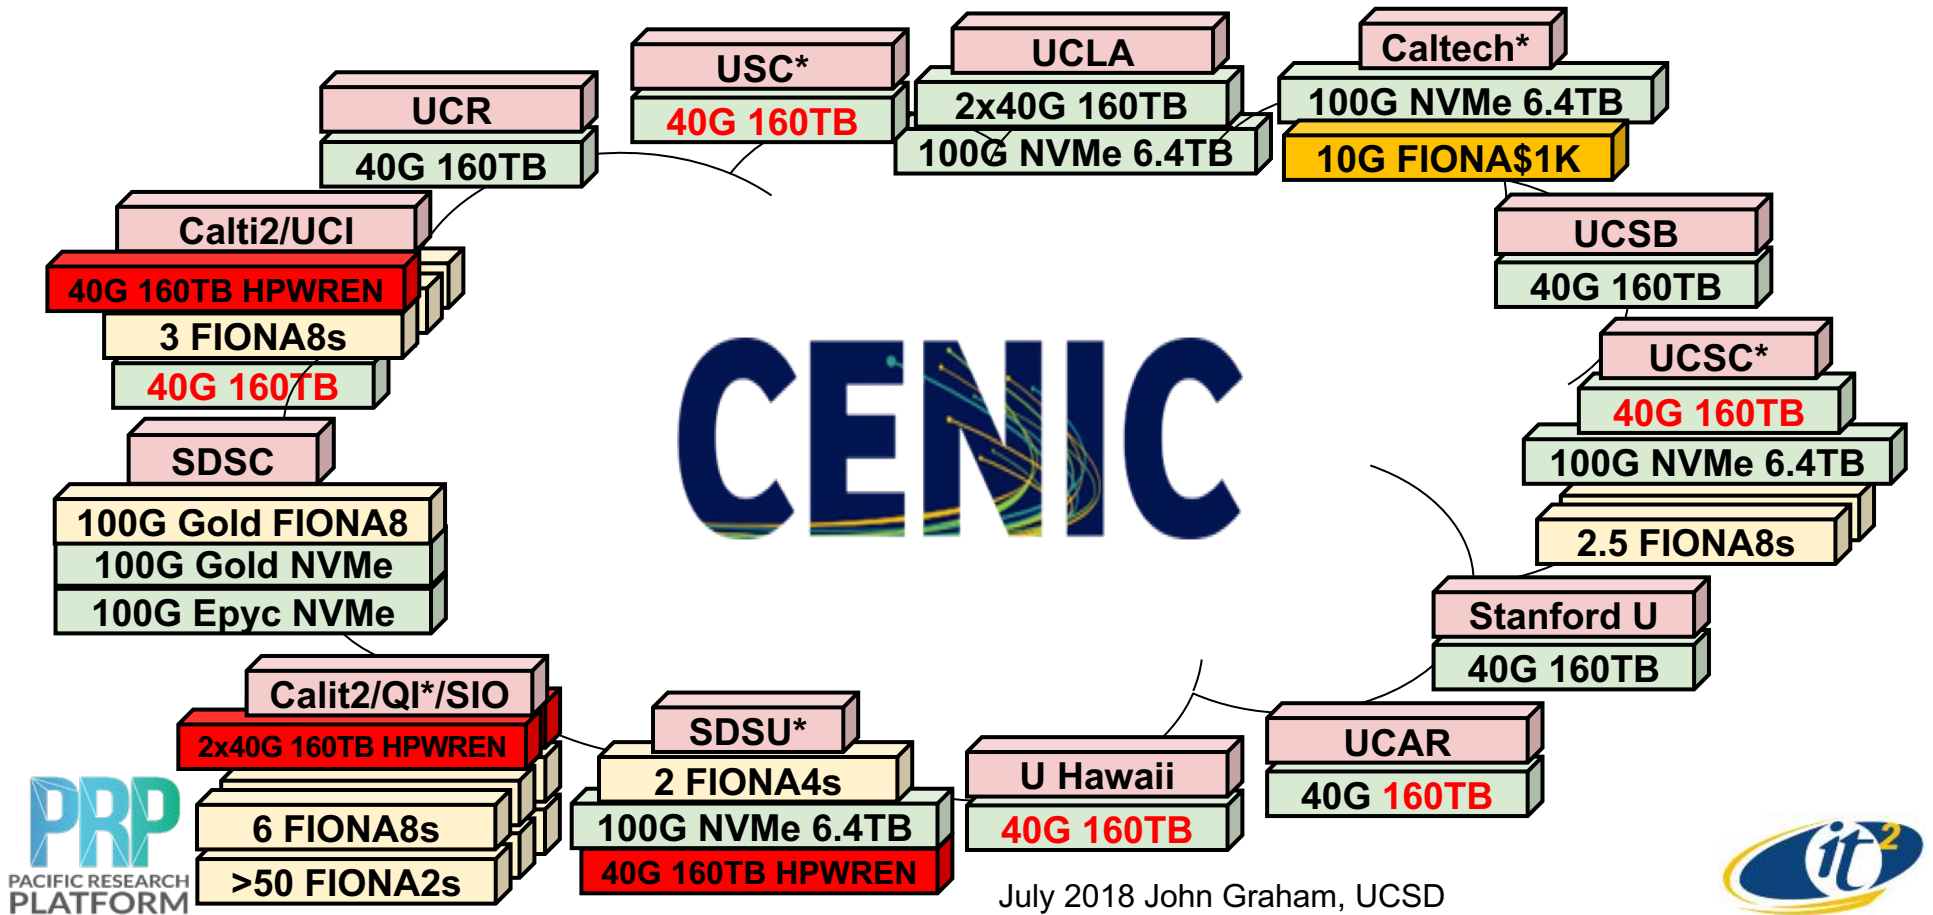 USC*
40G 160TB
UCLA
2x40G 160TB
100G NVMe 6.4TB
Caltech*
100G NVMe 6.4TB
10G FIONA$1K
UCR
40G 160TB
Calti2/UCI
40G 160TB HPWREN
3 FIONA8s
40G 160TB
UCSB
40G 160TB
UCSC*
40G 160TB
100G NVMe 6.4TB
2.5 FIONA8s
CENIC
SDSC
100G Gold FIONA8
100G Gold NVMe
100G Epyc NVMe
Stanford U
40G 160TB
Calit2/QI*/SIO
2x40G 160TB HPWREN
6 FIONA8s
>50 FIONA2s
SDSU*
2 FIONA4s
100G NVMe 6.4TB
40G 160TB HPWREN
U Hawaii
40G 160TB
UCAR
40G 160TB
PRP
PACIFIC RESEARCH
PLATFORM
July 2018 John Graham, UCSD
it2